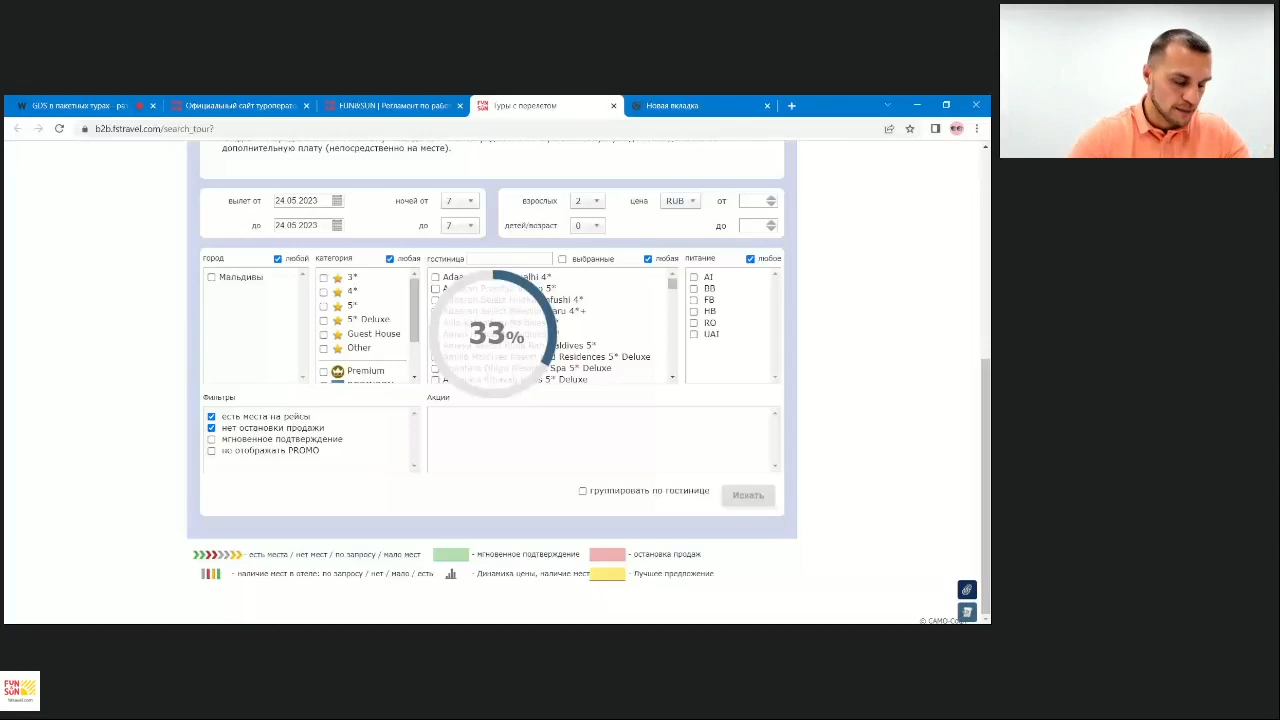 GDS в пакетных турах – ра
Официальный сайт туроперато
FUN&SUN | Регламент по рабо
Туры с перелетом
Новая вкладка
b2b.fstravel.com/search_tour?
дополнительную плату (непосредственно на месте).
вылет от 24.05.2023 ночей от 7 взрослых 2 цена RUB от
до 24.05.2023 до 7 детей/возраст 0 до
город любой категория любая гостиница выбранные любая питание любое
Мальдивы
3*
4*
5*
5* Deluxe
Guest House
Other
Premium
5* Deluxe
AI
BB
FB
HB
RO
UAI
33%
Фильтры
есть места на рейсы
нет остановки продажи
мгновенное подтверждение
не отображать PROMO
Акции
группировать по гостинице Искать
- есть места / нет мест / по запросу / мало мест - мгновенное подтверждение - остановка продаж
- наличие мест в отеле: по запросу / нет / мало / есть - Динамика цены, наличие мест - Лучшее предложение
FUN SUN
fstravel.com